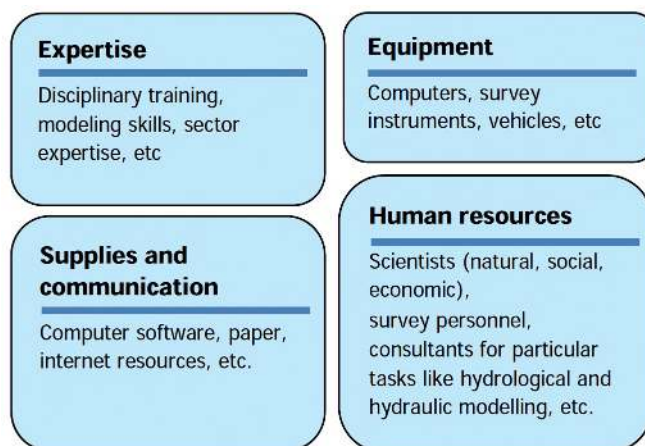 Expertise
Disciplinary training,
modeling skills, sector
expertise, etc
Equipment
Computers, survey
instruments, vehicles, etc
Supplies and
communication
Computer software, paper,
internet resources, etc.
Human resources
Scientists (natural, social,
economic),
survey personnel,
consultants for particular
tasks like hydrological and
hydraulic modelling, etc.